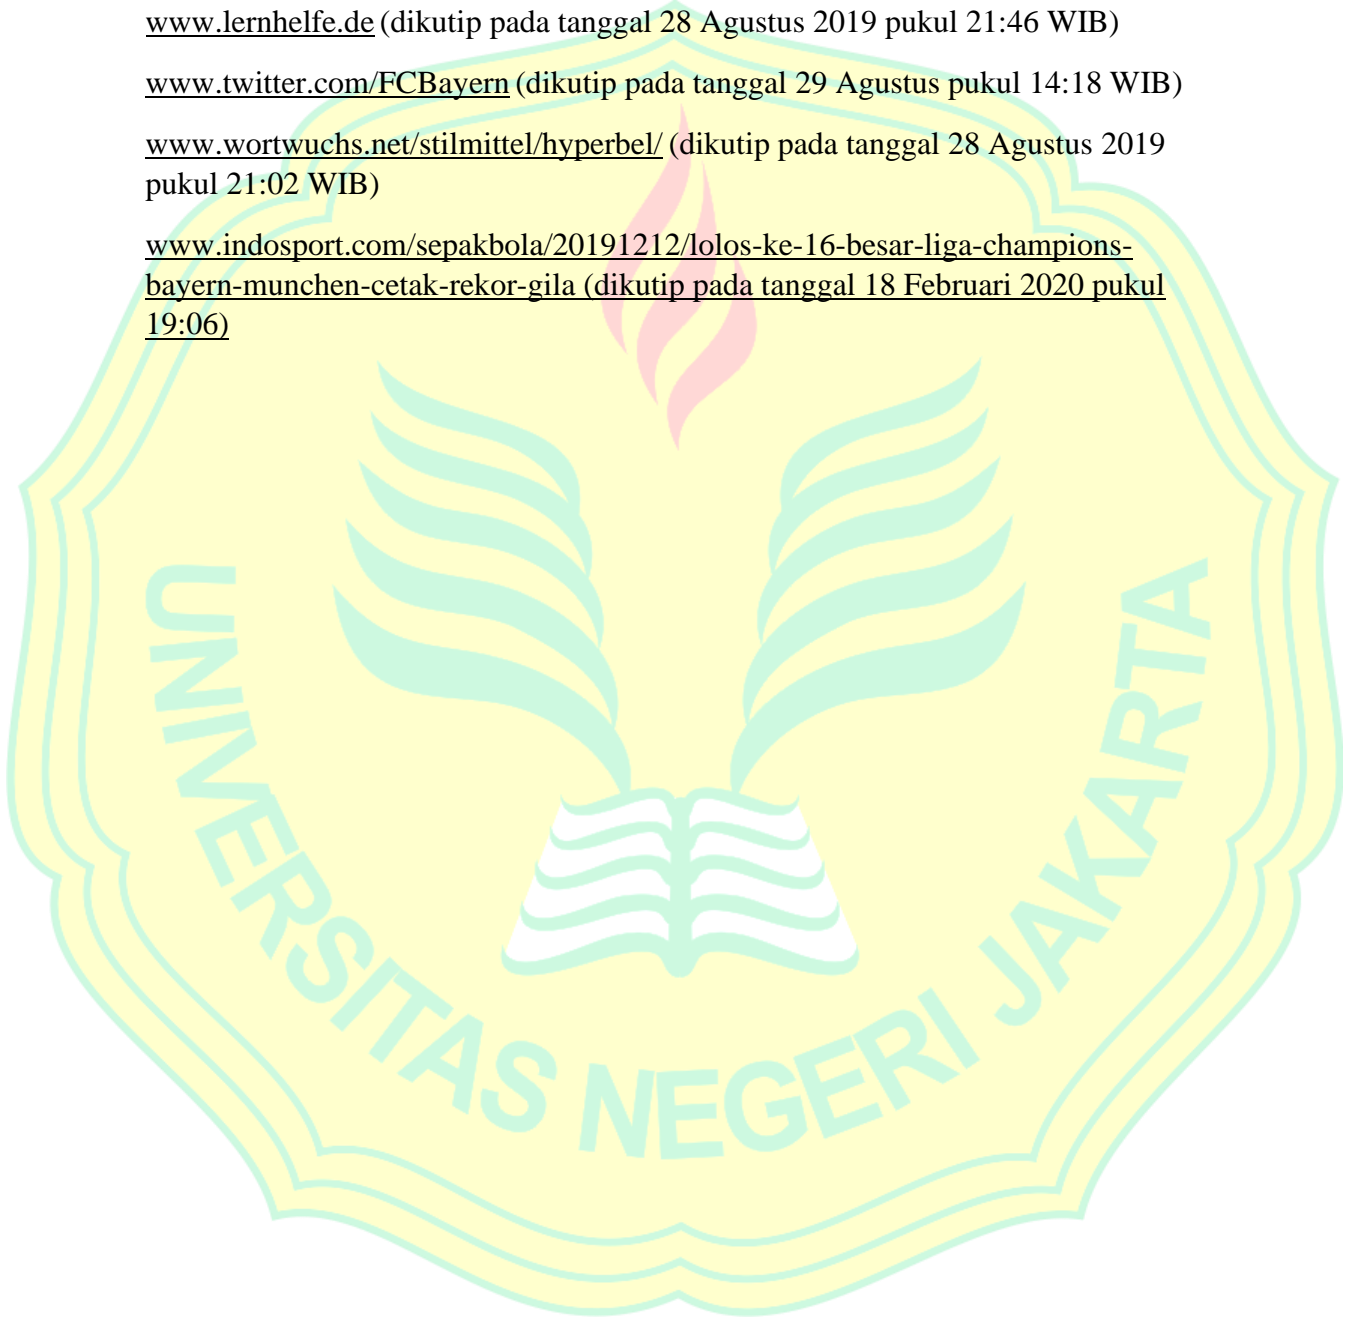 www.lernhelfe.de (dikutip pada tanggal 28 Agustus 2019 pukul 21:46 WIB)
www.twitter.com/FCBayern (dikutip pada tanggal 29 Agustus pukul 14:18 WIB)
www.wortwuchs.net/stilmittel/hyperbel/ (dikutip pada tanggal 28 Agustus 2019
pukul 21:02 WIB)
www.indosport.com/sepakbola/20191212/lolos-ke-16-besar-liga-champions-
bayern-munchen-cetak-rekor-gila (dikutip pada tanggal 18 Februari 2020 pukul
19:06)
UNIVERSITAS NEGERI JAKARTA